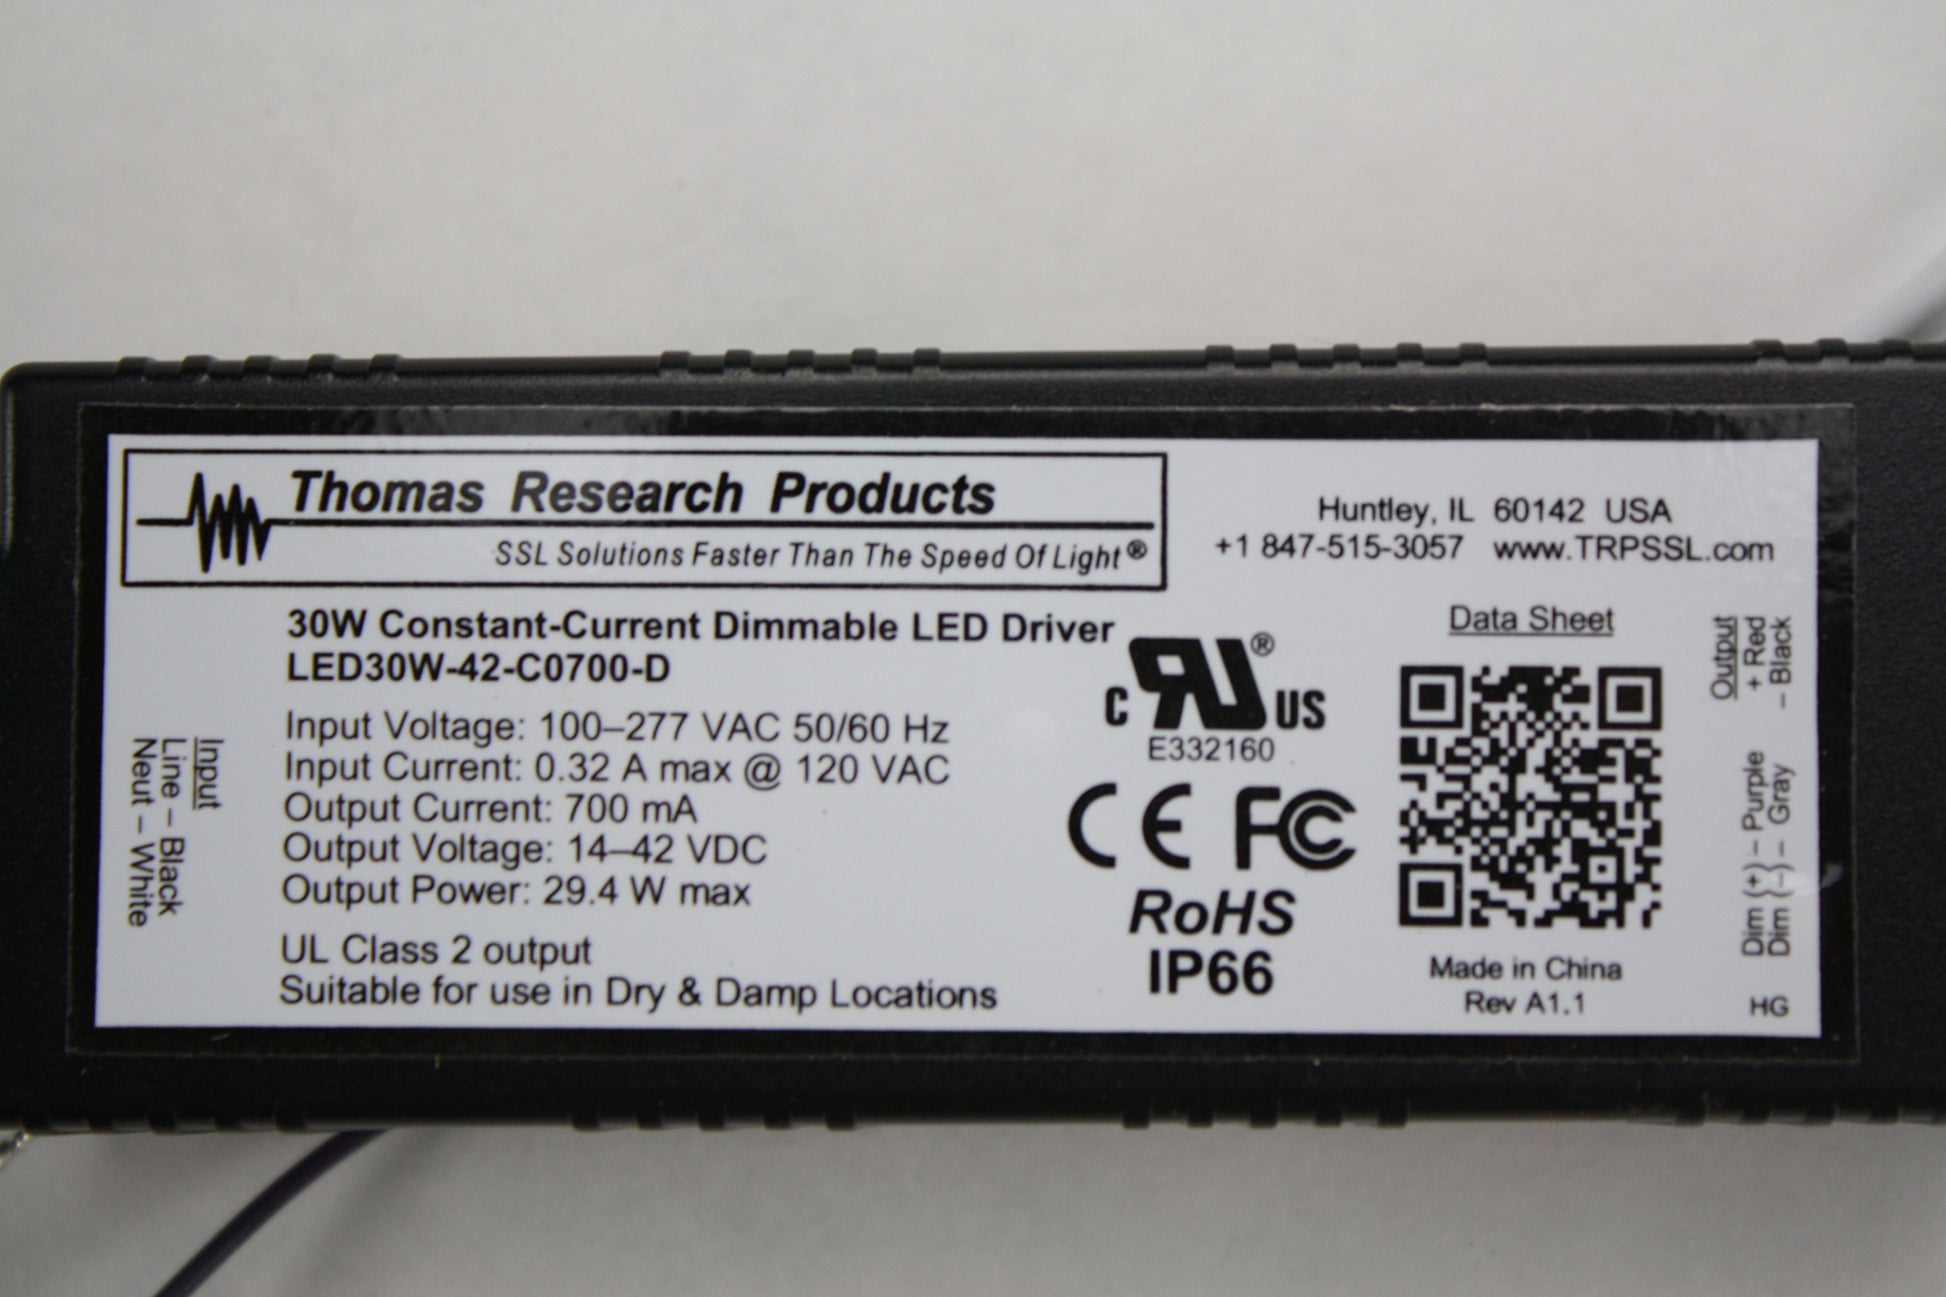 Thomas Research Products
SSL Solutions Faster Than The Speed Of Light®
Huntley, IL 60142 USA
+1 847-515-3057 www.TRPSSL.com
30W Constant-Current Dimmable LED Driver
LED30W-42-C0700-D
Input Voltage: 100–277 VAC 50/60 Hz
Input Current: 0.32 A max @ 120 VAC
Output Current: 700 mA
Output Voltage: 14–42 VDC
Output Power: 29.4 W max
UL Class 2 output
Suitable for use in Dry & Damp Locations
Input
Line – Black
Neut – White
c RU® US
E332160
CE FC
RoHS
IP66
Data Sheet
Made in China
Rev A1.1
Output
+ Red
– Black
Dim (+) – Purple
Dim (–) – Gray
HG